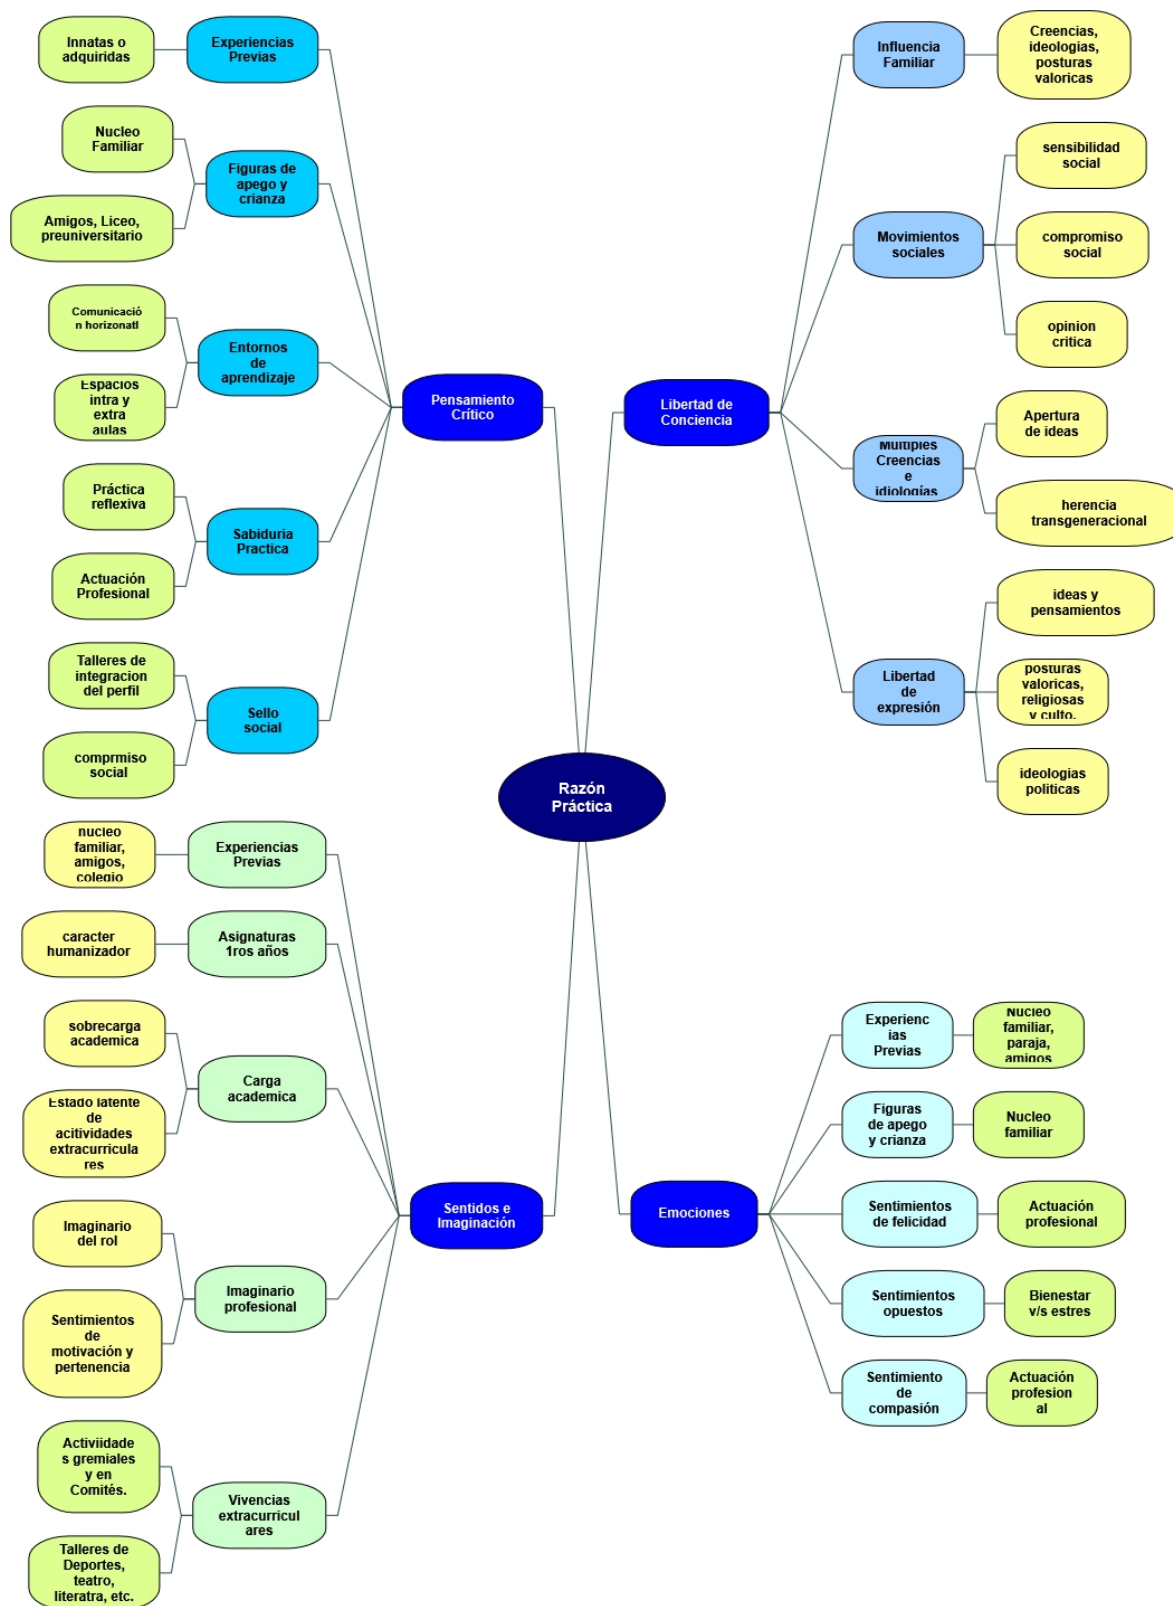 Innatas o
adquiridas
Experiencias
Previas
Nucleo
Familiar
Figuras de
apego y
crianza
Amigos, Liceo,
preuniversitario
Comunicació
n horizonatl
Entornos
de
aprendizaje
Espacios
intra y
extra
aulas
Práctica
reflexiva
Sabiduria
Practica
Actuación
Profesional
Talleres de
integracion
del perfil
Sello
social
comprmiso
social
Pensamiento
Crítico
Influencia
Familiar
Creencias,
ideologias,
posturas
valoricas
Movimientos
sociales
sensibilidad
social
compromiso
social
opinion
critica
Libertad de
Conciencia
Multiples
Creencias
e
idiologías
Apertura
de ideas
herencia
transgeneracional
Libertad
de
expresión
ideas y
pensamientos
posturas
valoricas,
religiosas
y culto.
ideologias
politicas
Razón
Práctica
nucleo
familiar,
amigos,
colegio
Experiencias
Previas
caracter
humanizador
Asignaturas
1ros años
sobrecarga
academica
Carga
academica
Estado latente
de
acitividades
extracurricula
res
Imaginario
del rol
Imaginario
profesional
Sentimientos
de
motivación y
pertenencia
Activiidade
s gremiales
y en
Comités.
Vivencias
extracurricul
ares
Talleres de
Deportes,
teatro,
literatra, etc.
Sentidos e
Imaginación
Emociones
Experienc
ias
Previas
Nucleo
familiar,
paraja,
amigos
Figuras
de apego
y crianza
Nucleo
familiar
Sentimientos
de felicidad
Actuación
profesional
Sentimientos
opuestos
Bienestar
v/s estres
Sentimiento
de
compasión
Actuación
profesion
al